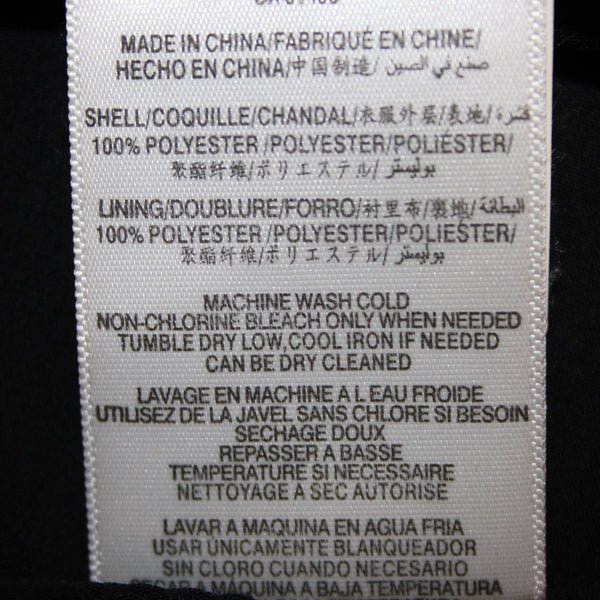 MADE IN CHINA/FABRIQUÉ EN CHINE/
HECHO EN CHINA/中国制造/ صنع في الصين
SHELL/COQUILLE/CHANDAL/衣服外层/表地/قشرة/
100% POLYESTER /POLYESTER/POLIÉSTER/
聚酯纤维/ポリエステル/ بوليستر
LINING/DOUBLURE/FORRO/衬里布/裏地/البطانة/
100% POLYESTER /POLYESTER/POLIESTER/
聚酯纤维/ポリエステル/ بوليستر
MACHINE WASH COLD
NON-CHLORINE BLEACH ONLY WHEN NEEDED
TUMBLE DRY LOW,COOL IRON IF NEEDED
CAN BE DRY CLEANED
LAVAGE EN MACHINE A L EAU FROIDE
UTILISEZ DE LA JAVEL SANS CHLORE SI BESOIN
SECHAGE DOUX
REPASSER A BASSE
TEMPERATURE SI NECESSAIRE
NETTOYAGE A SEC AUTORISE
LAVAR A MAQUINA EN AGUA FRIA
USAR ÚNICAMENTE BLANQUEADOR
SIN CLORO CUANDO SEA NECESARIO
SECAR A MAQUINA A BAJA TEMPERATURA